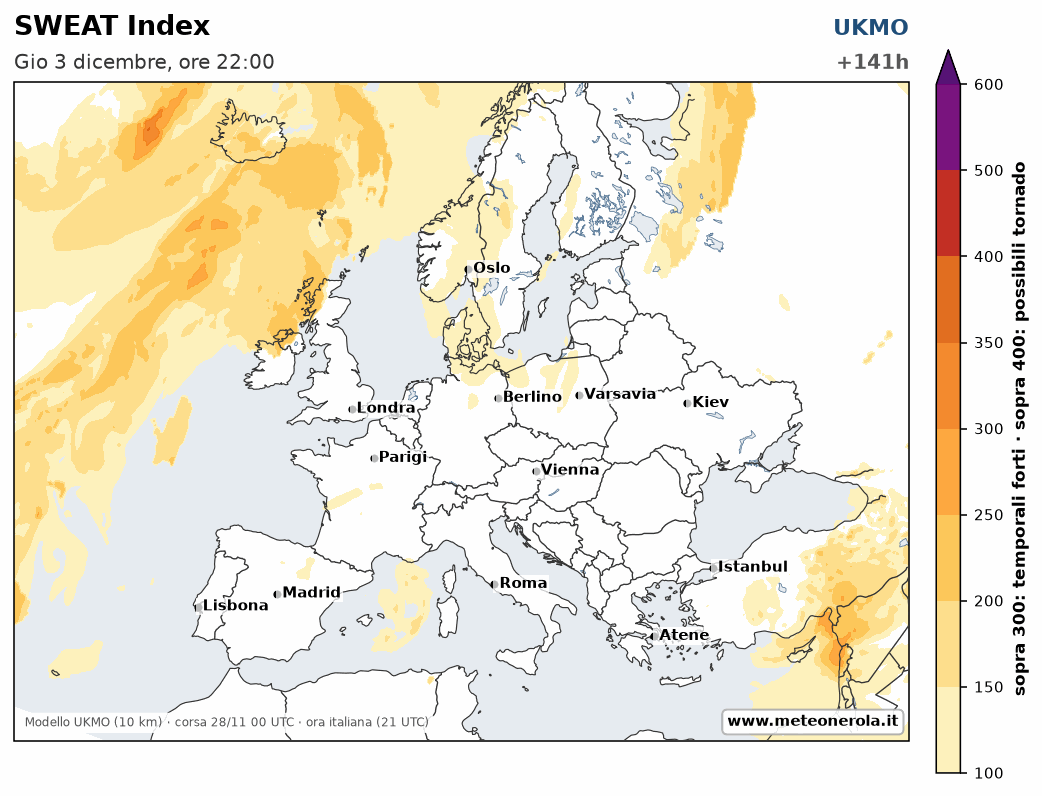 SWEAT Index
UKMO
Gio 3 dicembre, ore 22:00
+141h
Oslo
Londra
Berlino
Varsavia
Kiev
Parigi
Vienna
Istanbul
Roma
Madrid
Lisbona
Atene
Modello UKMO (10 km) · corsa 28/11 00 UTC · ora italiana (21 UTC)
www.meteonerola.it
600
500
400
350
300
250
200
150
100
sopra 300: temporali forti · sopra 400: possibili tornado